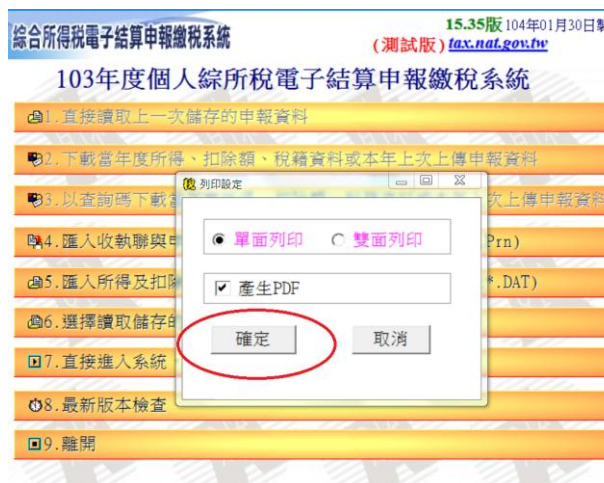 綜合所得稅電子結算申報繳稅系統
15.35版 104年01月30日
(測試版) tax.nat.gov.tw
103年度個人綜所稅電子結算申報繳稅系統
1.直接讀取上一次儲存的申報資料
2.下載當年度所得、扣除額、稅籍資料或本年上次上傳申報資料
列印設定
3.以查詢碼下載 次上傳申報資料
單面列印 雙面列印
4.匯入收執聯與 Prn)
5.匯入所得及扣 *.DAT)
產生PDF
6.選擇讀取儲存的
確定 取消
7.直接進入系統
8.最新版本檢查
9.離開